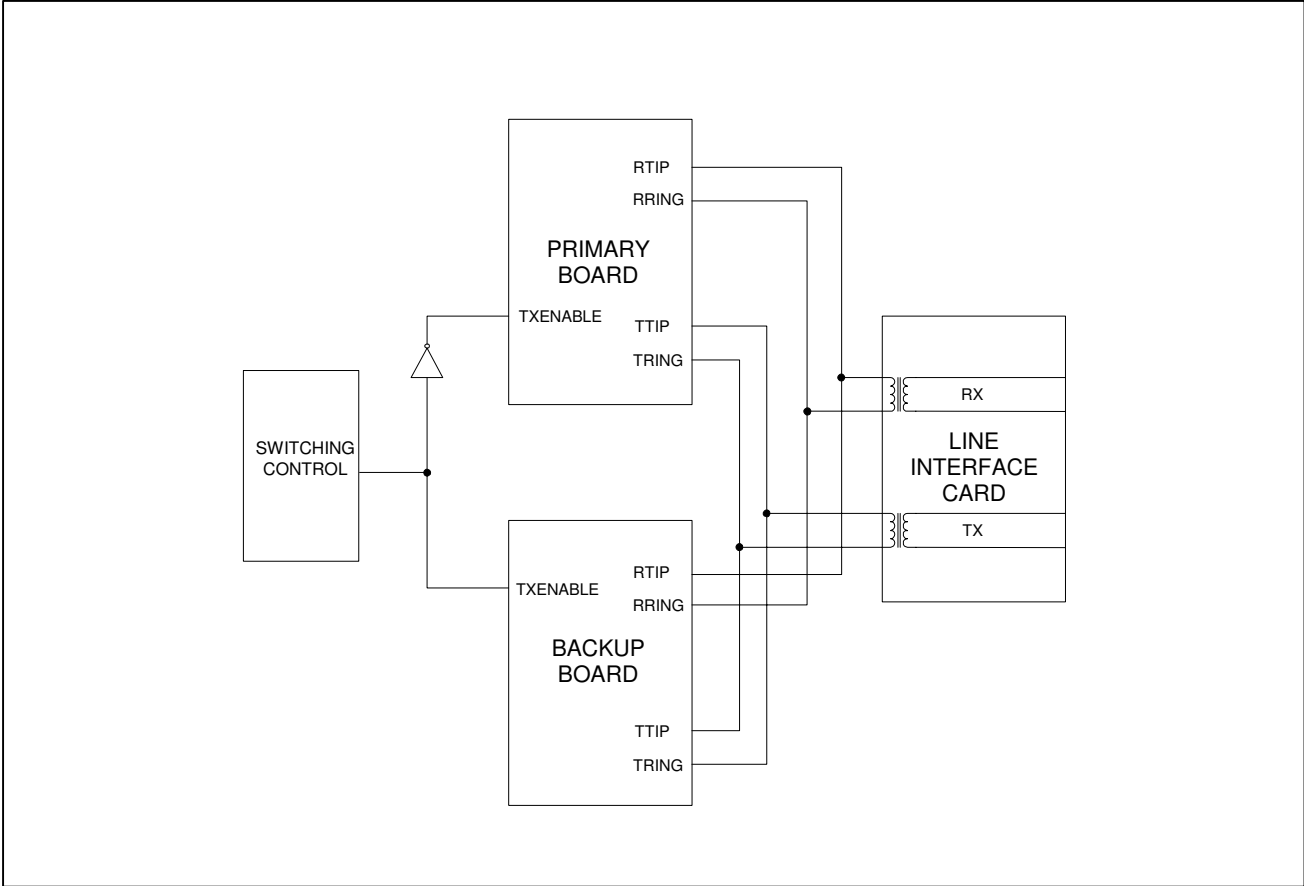 RTIP
RRING
PRIMARY
BOARD
TXENABLE
TTIP
TRING
SWITCHING
CONTROL
RX
LINE
INTERFACE
CARD
TX
RTIP
TXENABLE
RRING
BACKUP
BOARD
TTIP
TRING